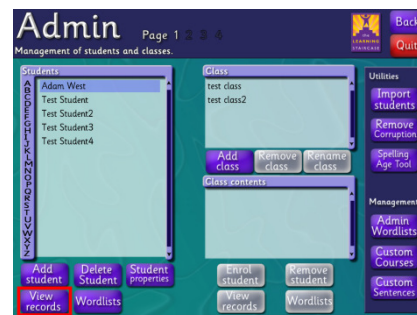 Admin Page 1 2 3 4
Management of students and classes.
THE
LEARNING
STAIRCASE
Back
Quit
Students
A
B
C
D
E
F
G
H
I
J
K
L
M
N
O
P
Q
R
S
T
U
V
W
X
Y
Z
Adam West
Test Student
Test Student2
Test Student3
Test Student4
Add
student
Delete
Student
Student
properties
View
records
Wordlists
Class
test class
test class2
Add
class
Remove
class
Rename
class
Class contents
Enrol
student
Remove
student
View
records
Wordlists
Utilities
Import
students
Remove
Corruption
Spelling
Age Tool
Management
Admin
Wordlists
Custom
Courses
Custom
Sentences